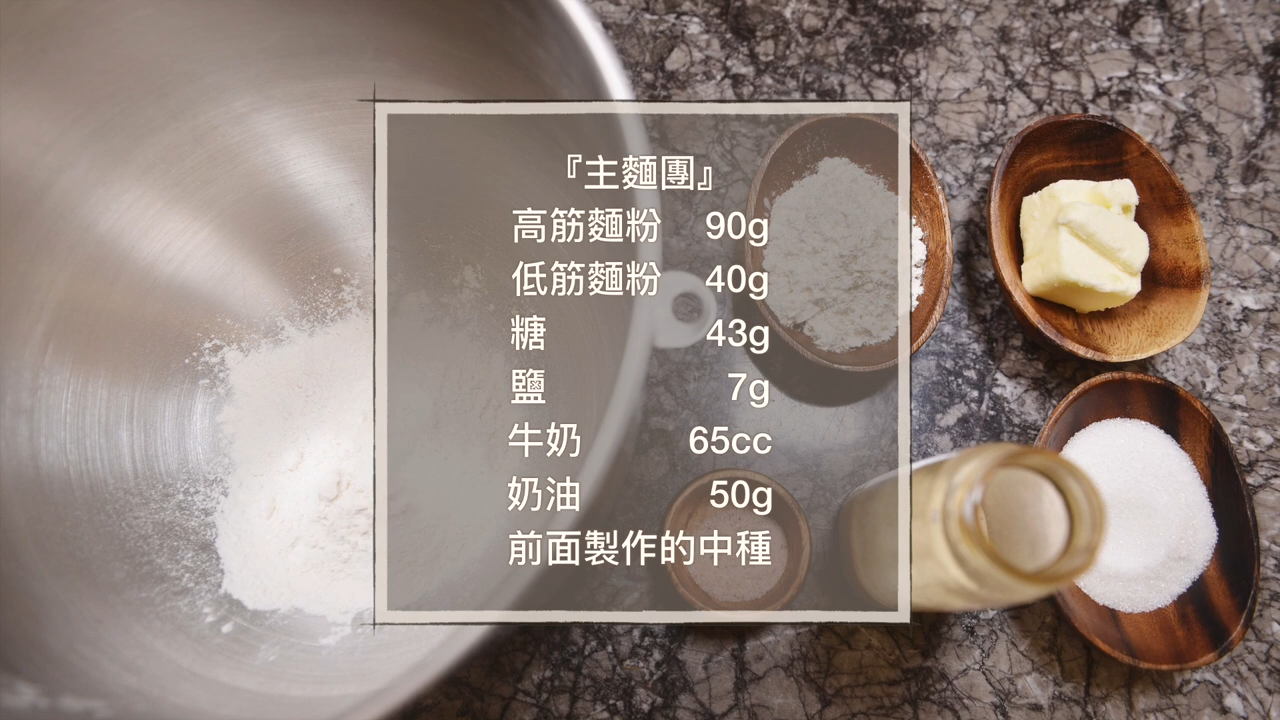 『主麵團』
高筋麵粉 90g
低筋麵粉 40g
糖 43g
鹽 7g
牛奶 65cc
奶油 50g
前面製作的中種